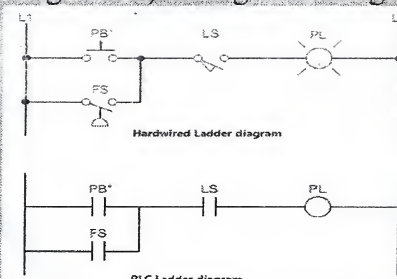 L1
PB'
LS
PL
L
FS
Hardwired Ladder diagram
PB"
LS
PL
FS
PLC Ladder diagram